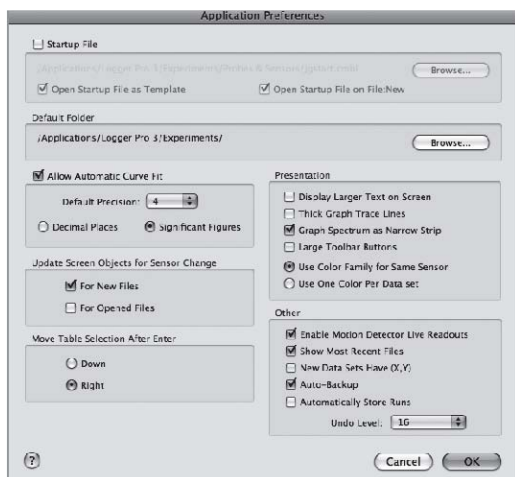 Application Preferences
Startup File
/Applications/Logger Pro 3/Experiments/Probes & Sensors/
Browse...
Open Startup File as Template
Open Startup File on File:New
Default Folder
/Applications/Logger Pro 3/Experiments/
Browse...
Allow Automatic Curve Fit
Default Precision: 4
Decimal Places
Significant Figures
Update Screen Objects for Sensor Change
For New Files
For Opened Files
Move Table Selection After Enter
Down
Right
Presentation
Display Larger Text on Screen
Thick Graph Trace Lines
Graph Spectrum as Narrow Strip
Large Toolbar Buttons
Use Color Family for Same Sensor
Use One Color Per Data set
Other
Enable Motion Detector Live Readouts
Show Most Recent Files
New Data Sets Have (X,Y)
Auto-Backup
Automatically Store Runs
Undo Level: 16
?
Cancel
OK